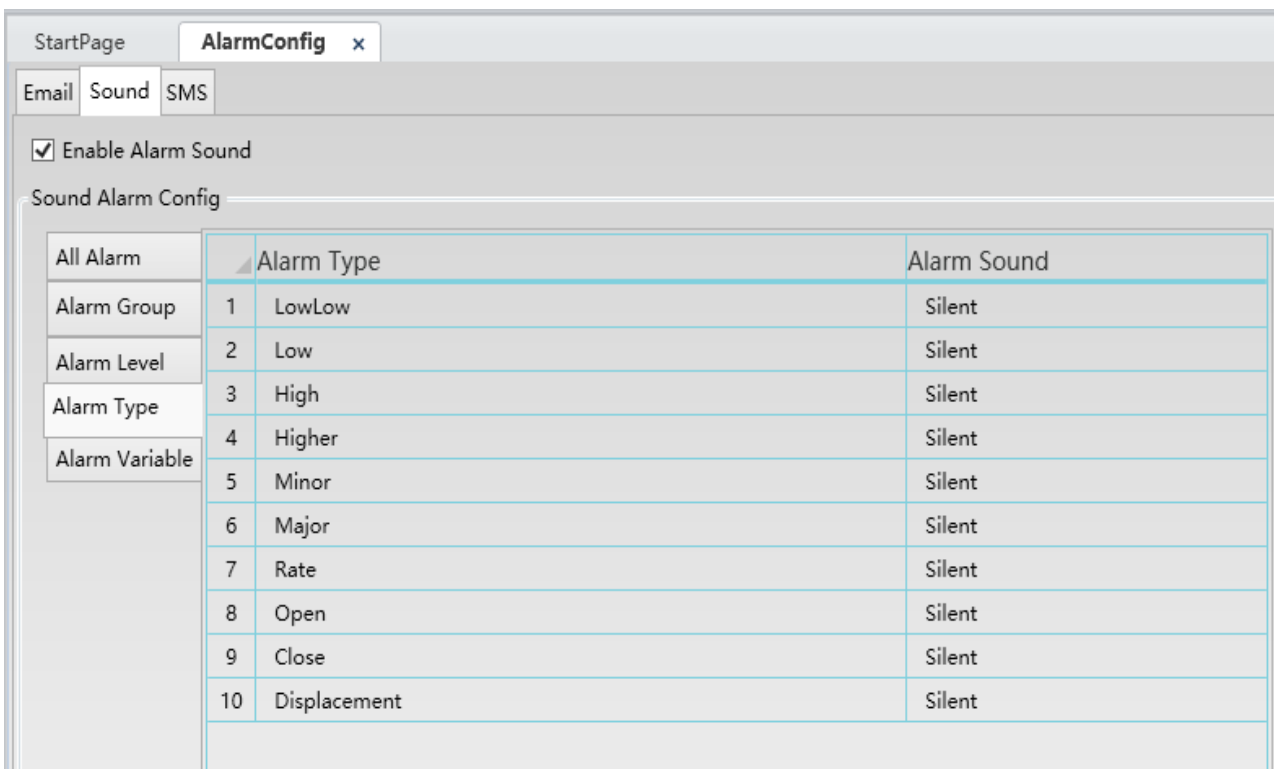 StartPage AlarmConfig x
Email Sound SMS
Enable Alarm Sound
Sound Alarm Config
All Alarm
Alarm Group
Alarm Level
Alarm Type
Alarm Variable
Alarm Type Alarm Sound
1 LowLow Silent
2 Low Silent
3 High Silent
4 Higher Silent
5 Minor Silent
6 Major Silent
7 Rate Silent
8 Open Silent
9 Close Silent
10 Displacement Silent